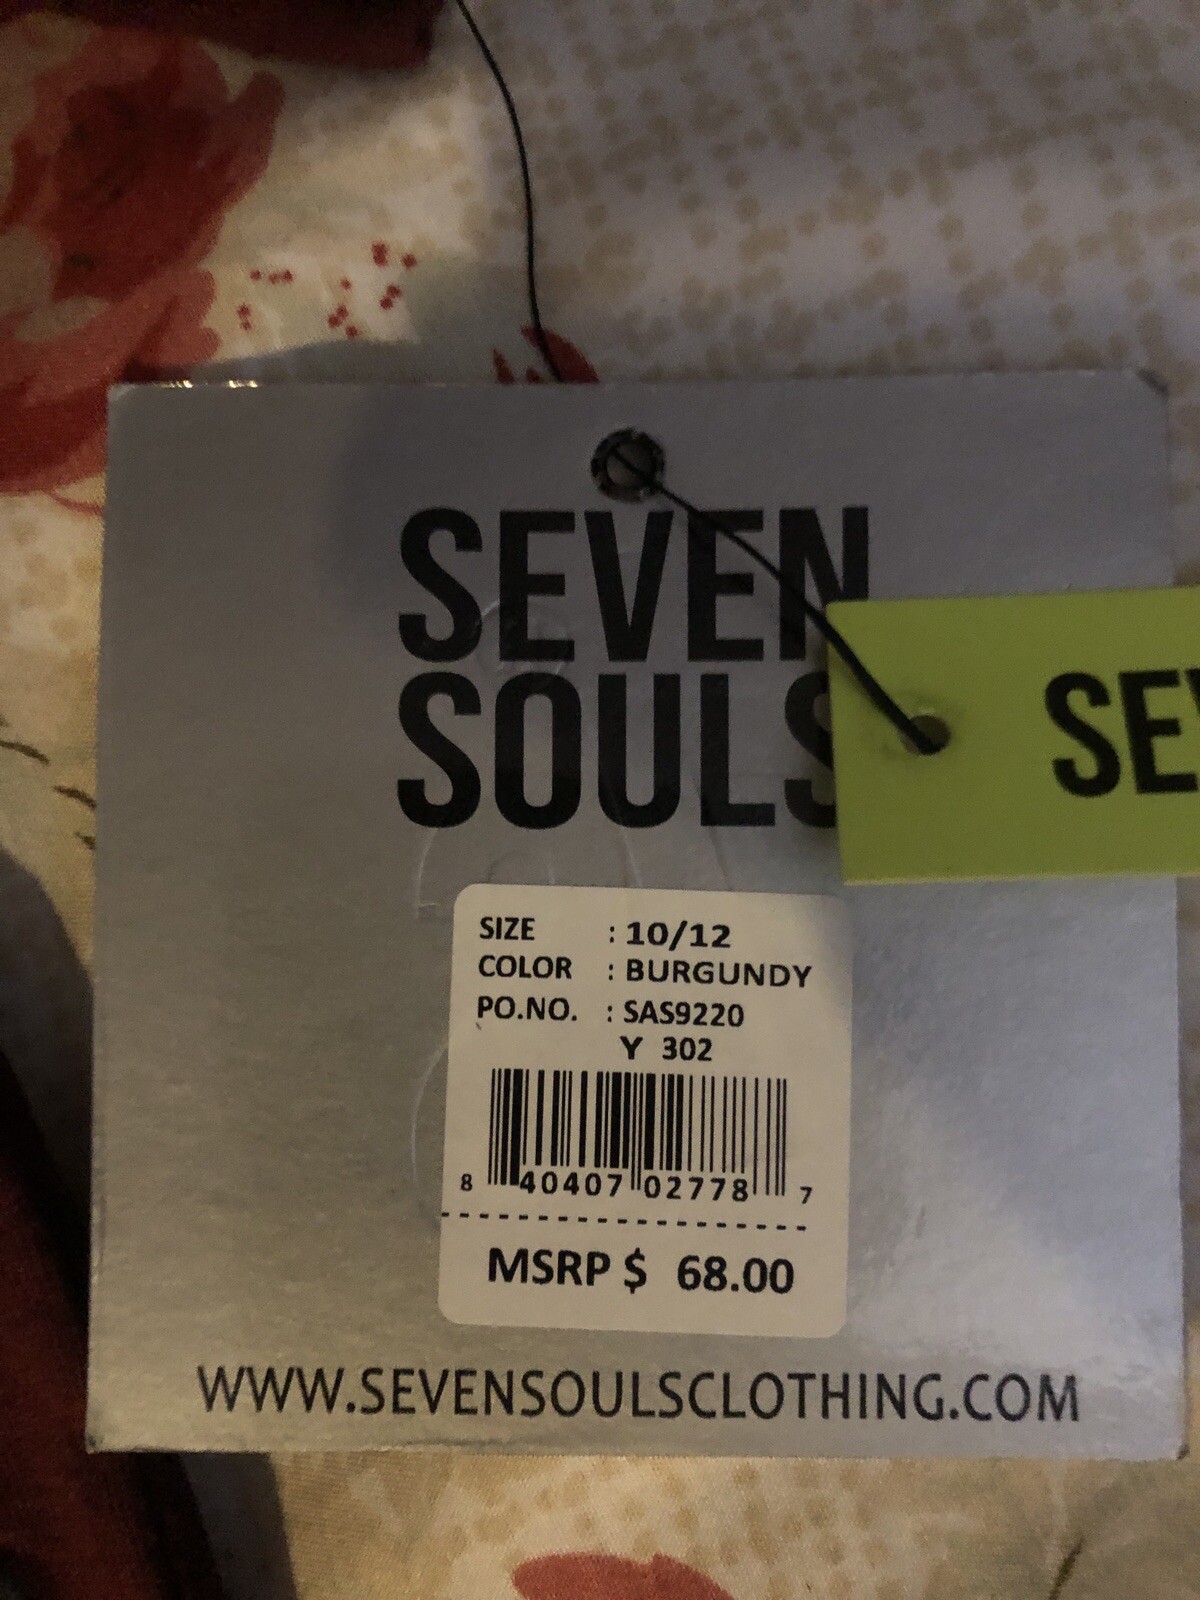 SEVEN
SOULS
SE
SIZE : 10/12
COLOR : BURGUNDY
PO.NO. : SAS9220
Y 302
8 40407 02778 7
MSRP $ 68.00
WWW.SEVENSOULSCLOTHING.COM